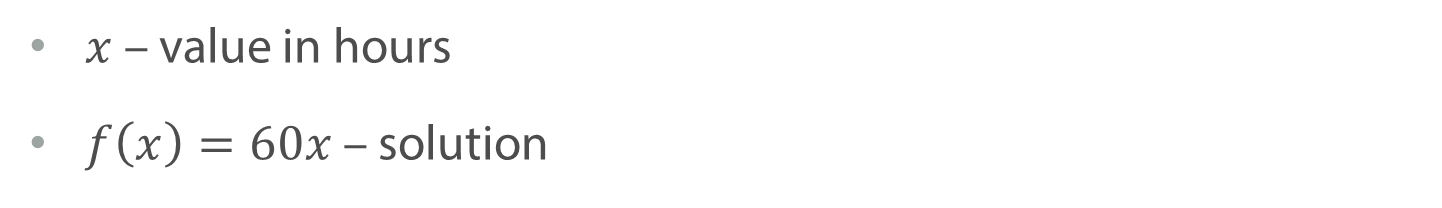 • x – value in hours
• f(x) = 60x – solution